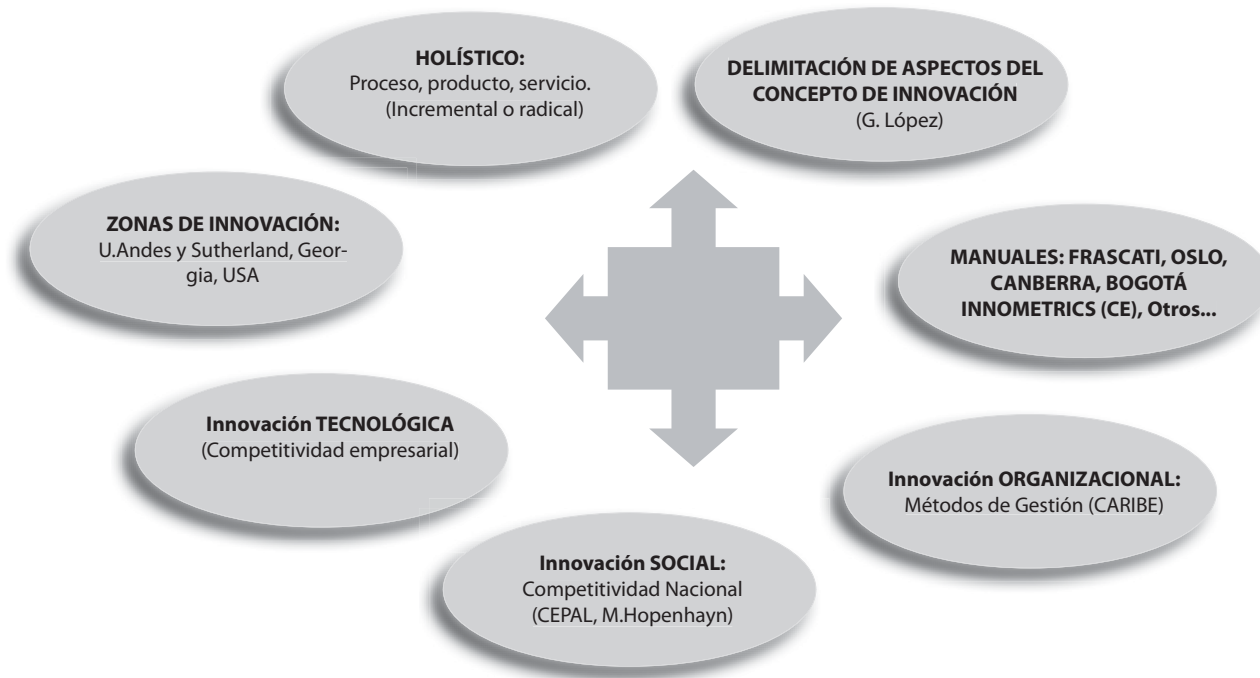 HOLÍSTICO:
Proceso, producto, servicio.
(Incremental o radical)
DELIMITACIÓN DE ASPECTOS DEL
CONCEPTO DE INNOVACIÓN
(G. López)
ZONAS DE INNOVACIÓN:
U.Andes y Sutherland, Geor-
gia, USA
MANUALES: FRASCATI, OSLO,
CANBERRA, BOGOTÁ
INNOMETRICS (CE), Otros...
Innovación TECNOLÓGICA
(Competitividad empresarial)
Innovación ORGANIZACIONAL:
Métodos de Gestión (CARIBE)
Innovación SOCIAL:
Competitividad Nacional
(CEPAL, M.Hopenhayn)